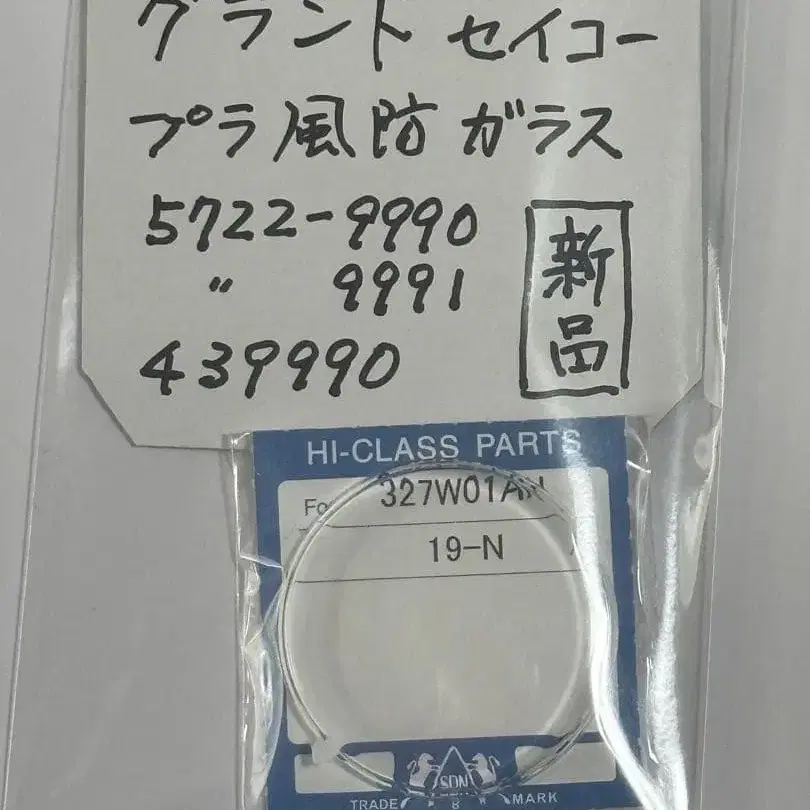 グランド セイコー
プラ風防ガラス
5722-9990
〃 9991
439990
新品
HI-CLASS PARTS
For 327W01AN
19-N
SDN
TRADE MARK